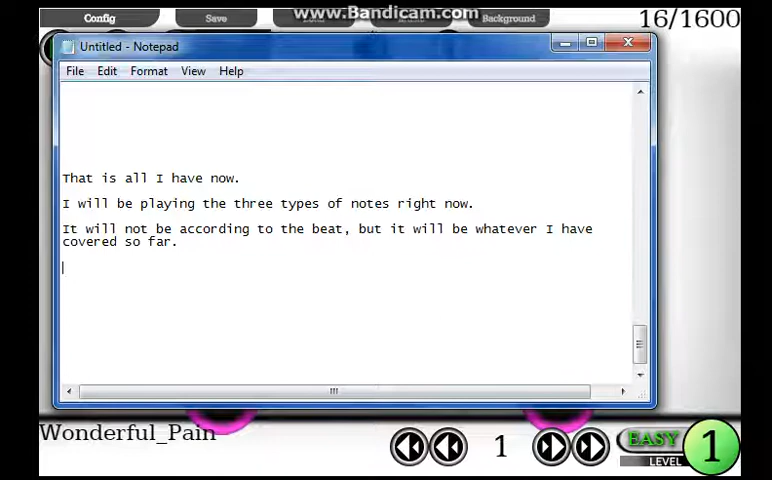 www.Bandicam.com
Config
Save
Background
16/1600
Untitled - Notepad
File Edit Format View Help
That is all I have now.
I will be playing the three types of notes right now.
It will not be according to the beat, but it will be whatever I have
covered so far.
Wonderful_Pain
1
EASY
LEVEL
1